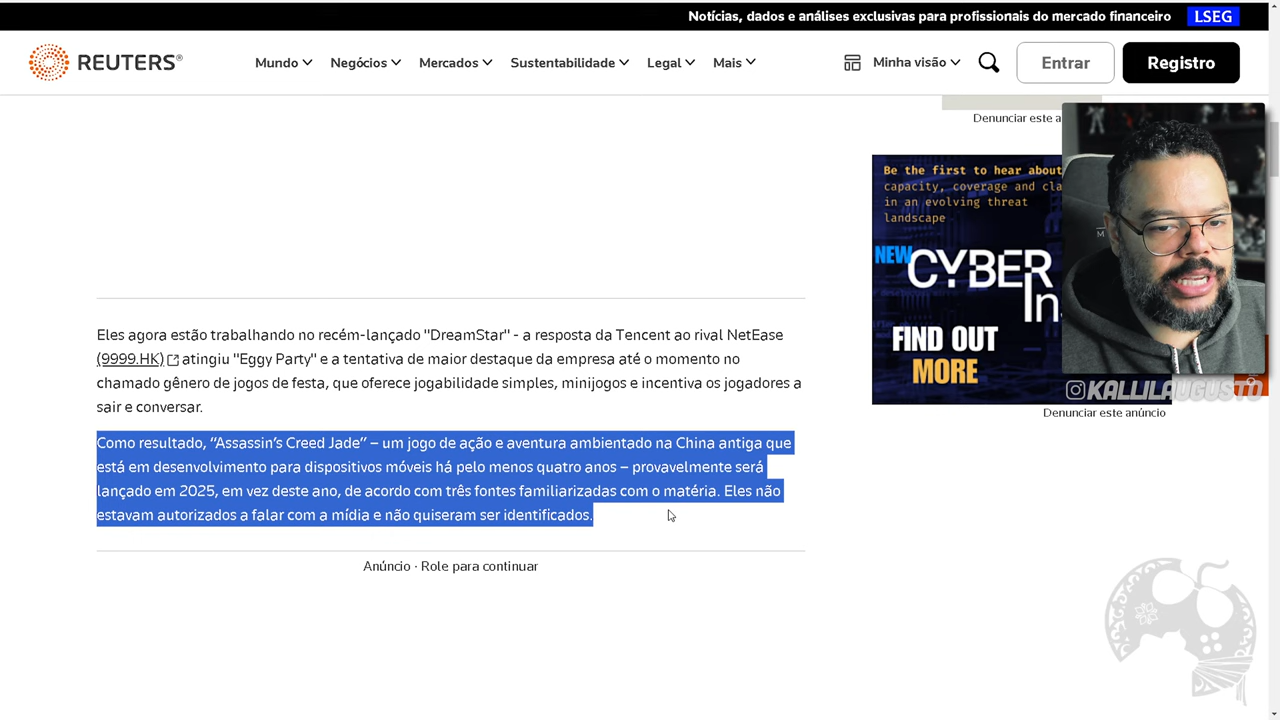 Notícias, dados e análises exclusivas para profissionais do mercado financeiro LSEG
REUTERS®
Mundo Negócios Mercados Sustentabilidade Legal Mais Minha visão Entrar Registro
Denunciar este a
Be the first to hear about
capacity, coverage and cla
in an evolving threat
landscape
NEW CYBER
In
FIND OUT
MORE
M
KALLILAUGUSTO
Denunciar este anúncio
Eles agora estão trabalhando no recém-lançado "DreamStar" - a resposta da Tencent ao rival NetEase
(9999.HK) atingiu "Eggy Party" e a tentativa de maior destaque da empresa até o momento no
chamado gênero de jogos de festa, que oferece jogabilidade simples, minijogos e incentiva os jogadores a
sair e conversar.
Como resultado, “Assassin’s Creed Jade” – um jogo de ação e aventura ambientado na China antiga que
está em desenvolvimento para dispositivos móveis há pelo menos quatro anos – provavelmente será
lançado em 2025, em vez deste ano, de acordo com três fontes familiarizadas com o matéria. Eles não
estavam autorizados a falar com a mídia e não quiseram ser identificados.
Anúncio · Role para continuar